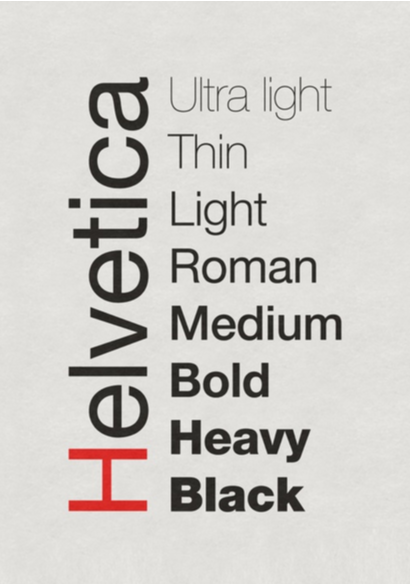 Helvetica
Ultra light
Thin
Light
Roman
Medium
Bold
Heavy
Black